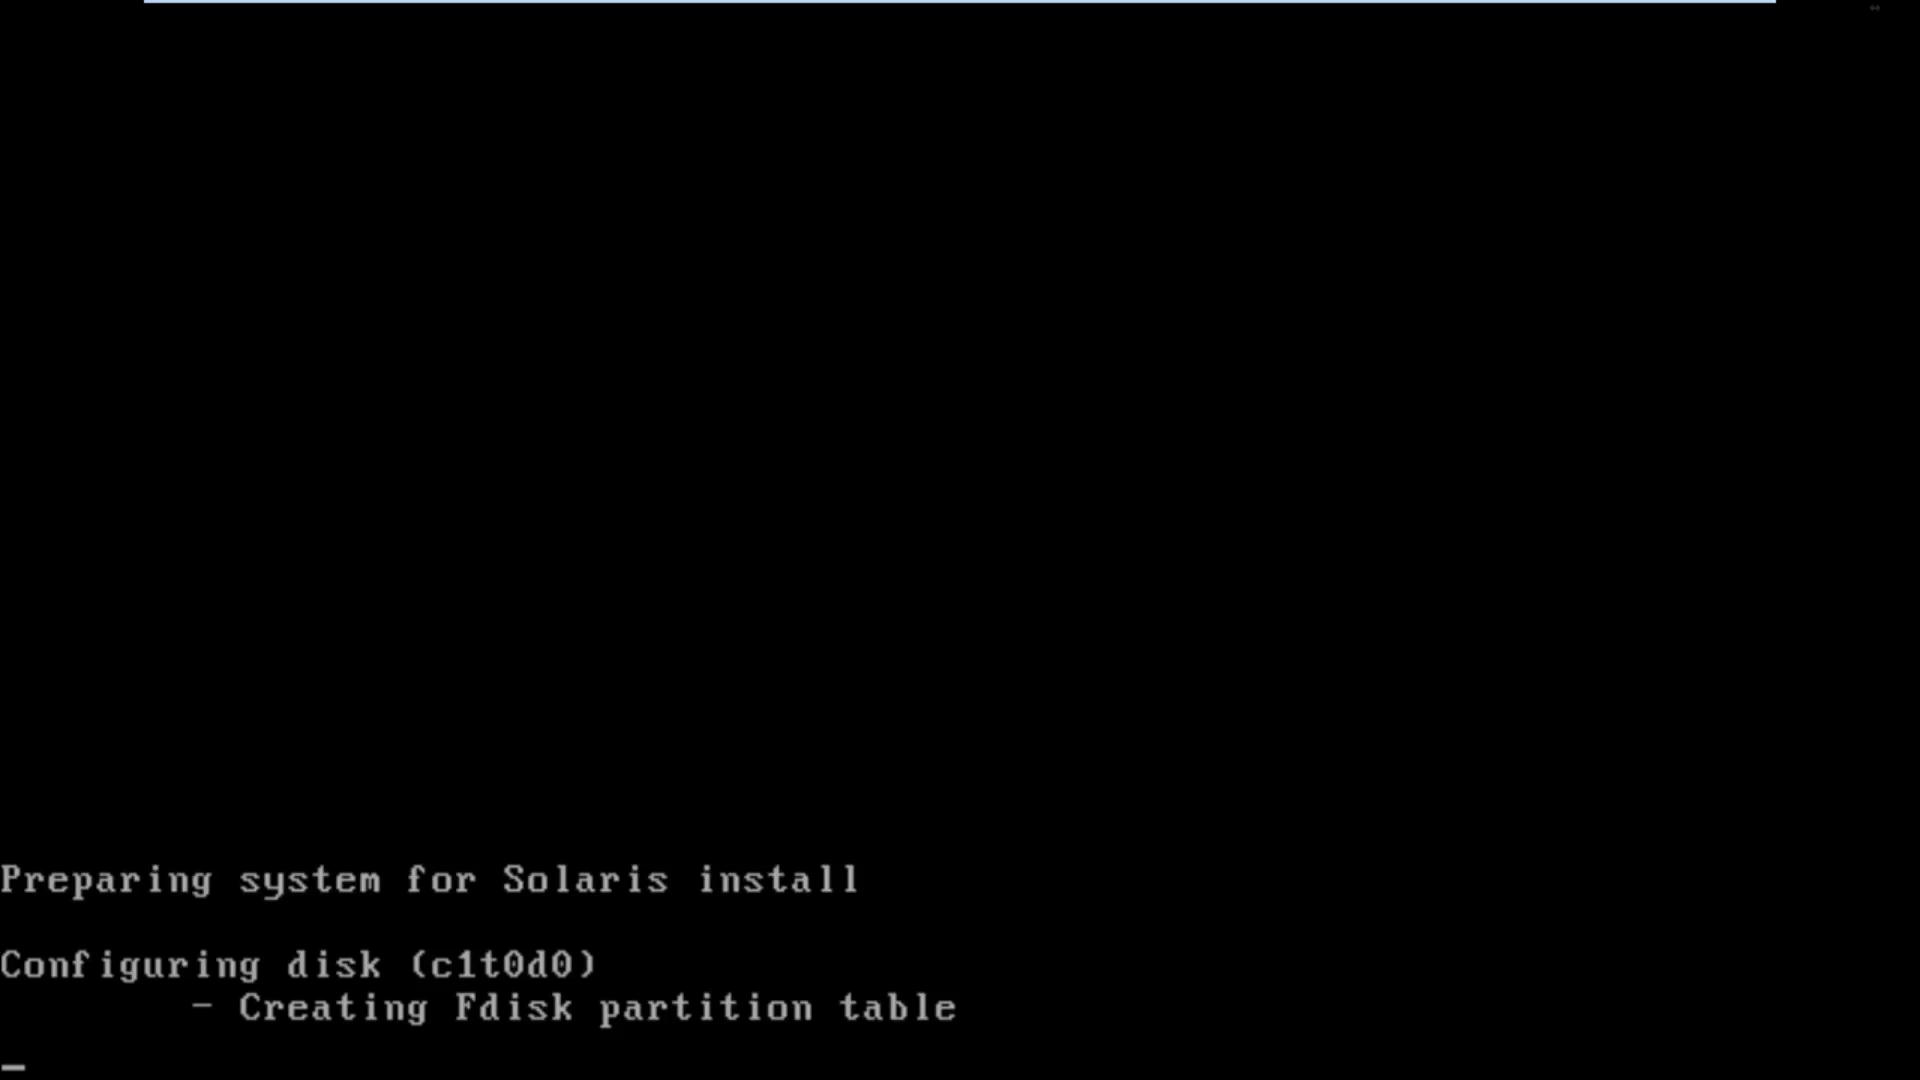 Preparing system for Solaris install
Configuring disk (c1t0d0)
- Creating Fdisk partition table